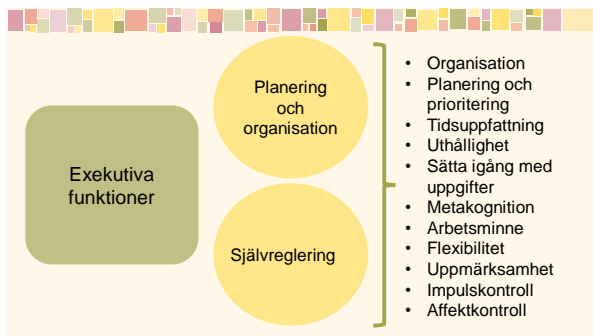 Exekutiva
funktioner
Planering
och
organisation
Självreglering
• Organisation
• Planering och
prioritering
• Tidsuppfattning
• Uthållighet
• Sätta igång med
uppgifter
• Metakognition
• Arbetsminne
• Flexibilitet
• Uppmärksamhet
• Impulskontroll
• Affektkontroll